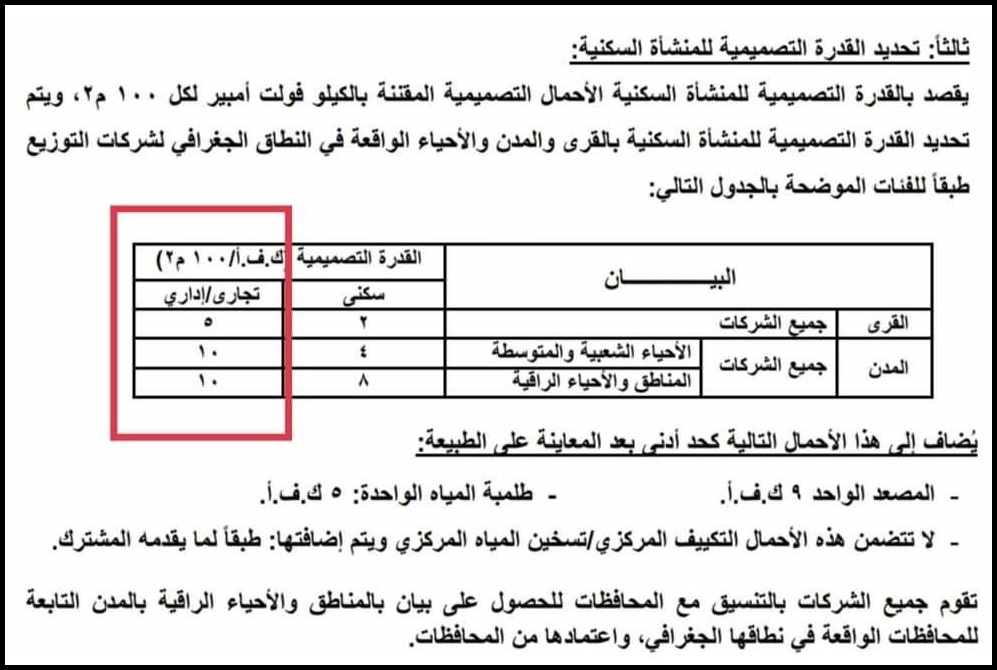 ثالثاً: تحديد القدرة التصميمية للمنشأة السكنية:
يقصد بالقدرة التصميمية للمنشأة السكنية الأحمال التصميمية المقننة بالكيلو فولت أمبير لكل ١٠٠ م٢، ويتم
تحديد القدرة التصميمية للمنشأة السكنية بالقرى والمدن والأحياء الواقعة في النطاق الجغرافي لشركات التوزيع
طبقاً للفئات الموضحة بالجدول التالي:
البيـــــــــان القدرة التصميمية (ك.ف.أ/١٠٠ م٢)
سكنى تجارى/إداري
القرى جميع الشركات ٢ ٥
المدن جميع الشركات الأحياء الشعبية والمتوسطة ٤ ١٠
المناطق والأحياء الراقية ٨ ١٠
يُضاف إلى هذا الأحمال التالية كحد أدنى بعد المعاينة على الطبيعة:
- المصعد الواحد ٩ ك.ف.أ. - طلمبة المياه الواحدة: ٥ ك.ف.أ.
- لا تتضمن هذه الأحمال التكييف المركزي/تسخين المياه المركزي ويتم إضافتها: طبقاً لما يقدمه المشترك.
تقوم جميع الشركات بالتنسيق مع المحافظات للحصول على بيان بالمناطق والأحياء الراقية بالمدن التابعة
للمحافظات الواقعة في نطاقها الجغرافي، واعتمادها من المحافظات.